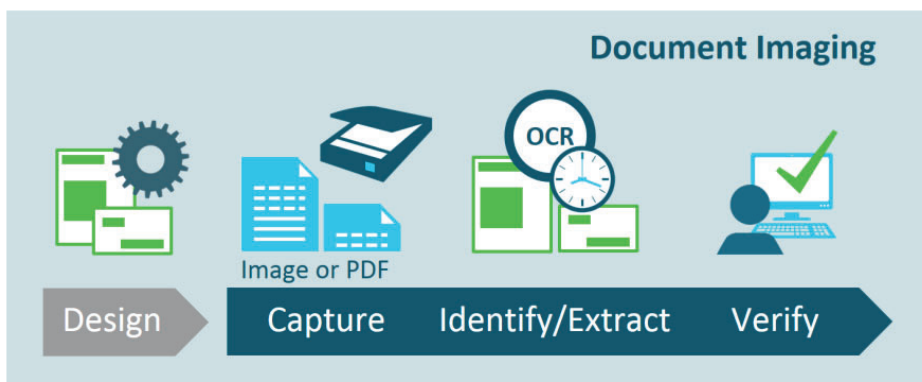 Document Imaging
OCR
Image or PDF
Design
Capture
Identify/Extract
Verify